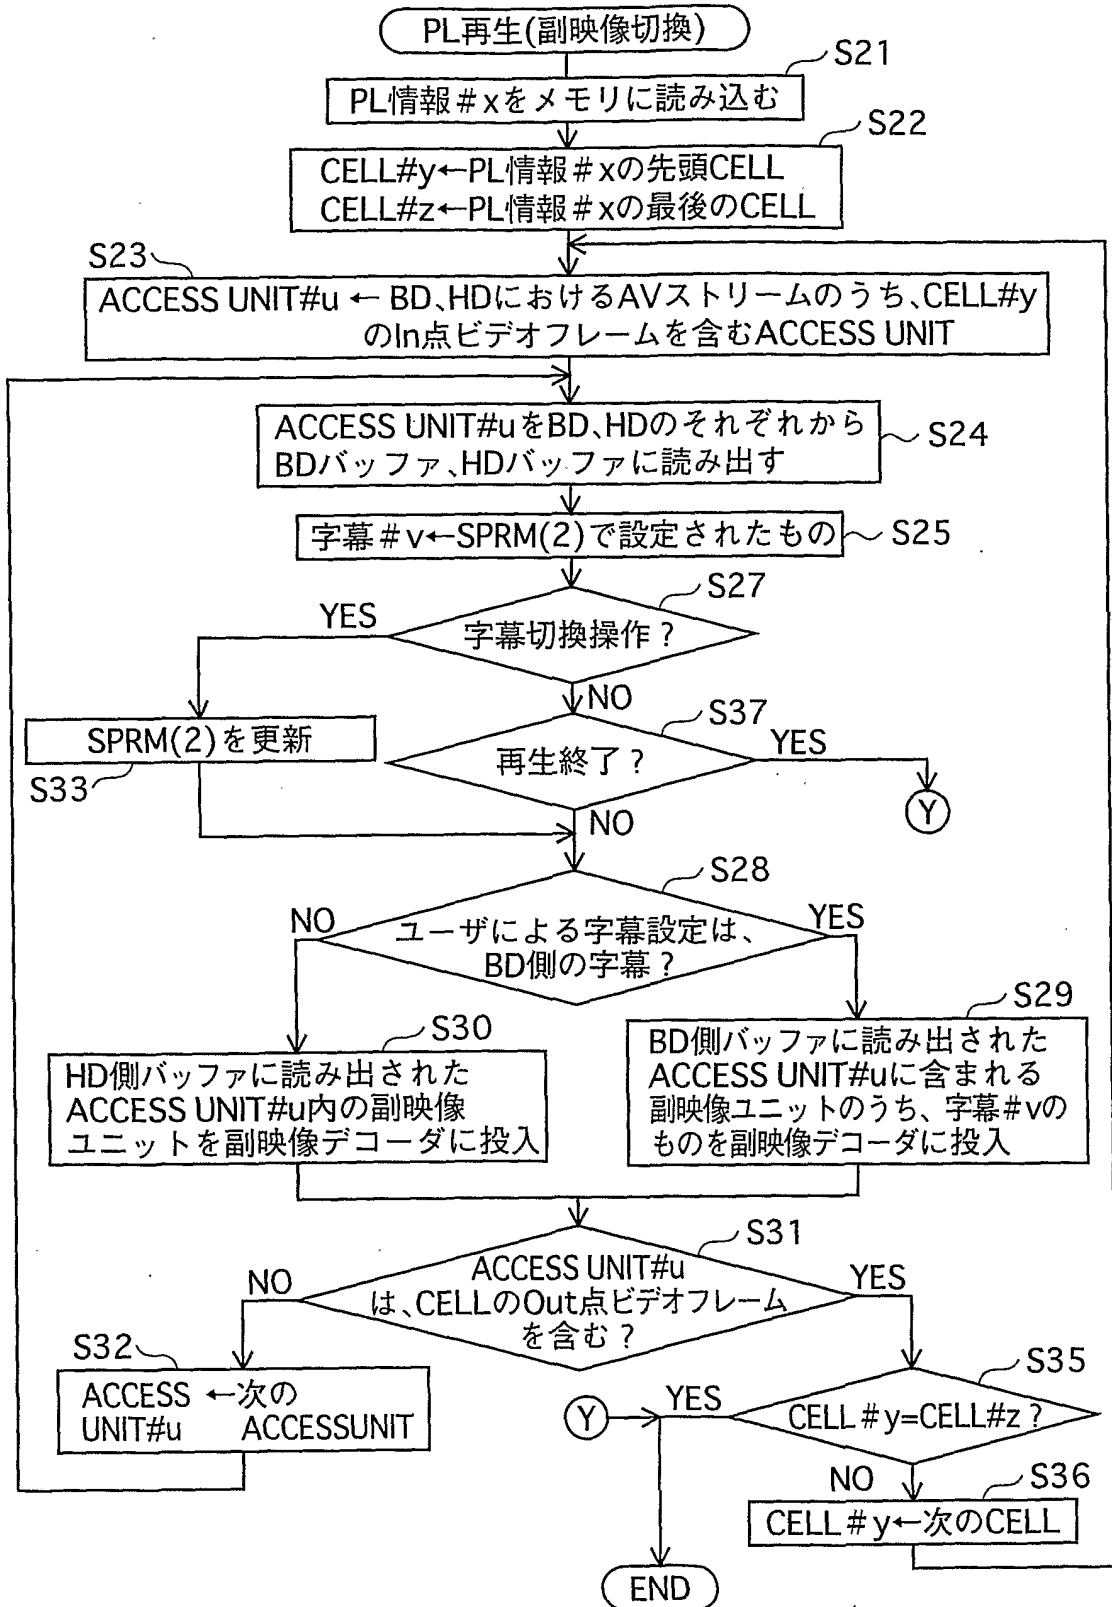 PL再生(副映像切換)
S21
PL情報#xをメモリに読み込む
S22
CELL#y←PL情報#xの先頭CELL
CELL#z←PL情報#xの最後のCELL
S23
ACCESS UNIT#u ← BD、HDにおけるAVストリームのうち、CELL#y
のIn点ビデオフレームを含むACCESS UNIT
ACCESS UNIT#uをBD、HDのそれぞれから
BDバッファ、HDバッファに読み出す
S24
字幕#v←SPRM(2)で設定されたもの
S25
S27
YES
字幕切換操作?
NO
S37
SPRM(2)を更新
YES
再生終了?
S33
Y
NO
S28
NO
YES
ユーザによる字幕設定は、
BD側の字幕?
S29
S30
BD側バッファに読み出された
ACCESS UNIT#uに含まれる
副映像ユニットのうち、字幕#vの
ものを副映像デコーダに投入
HD側バッファに読み出された
ACCESS UNIT#u内の副映像
ユニットを副映像デコーダに投入
S31
ACCESS UNIT#u
は、CELLのOut点ビデオフレーム
を含む?
NO
YES
S32
ACCESS ←次の
UNIT#u ACCESSUNIT
S35
Y
YES
CELL#y=CELL#z?
NO
S36
CELL#y←次のCELL
END